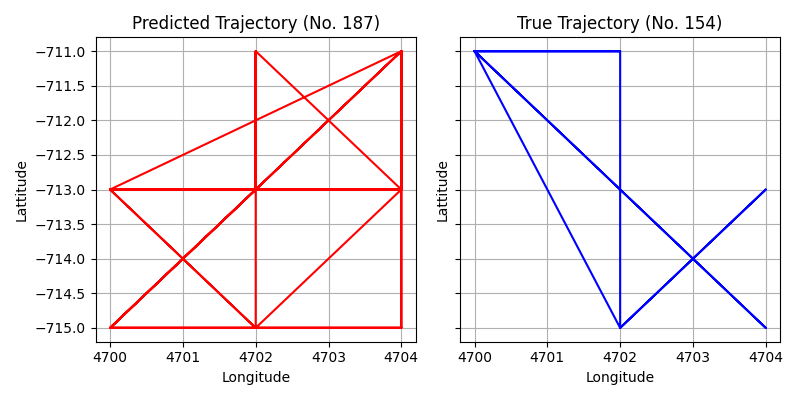 Predicted Trajectory (No. 187)
True Trajectory (No. 154)
−711.0
−711.5
−712.0
−712.5
−713.0
−713.5
−714.0
−714.5
−715.0
Lattitude
Lattitude
4700 4701 4702 4703 4704
4700 4701 4702 4703 4704
Longitude
Longitude